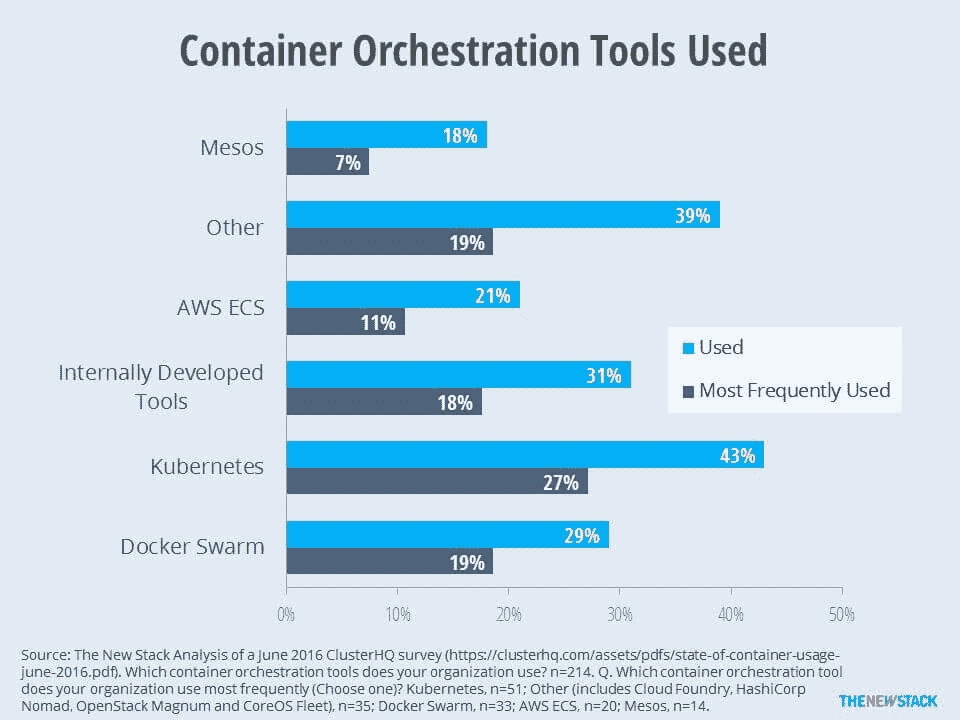 Container Orchestration Tools Used
Mesos
18%
7%
Other
39%
19%
AWS ECS
21%
11%
Internally Developed
Tools
31%
18%
Used
Most Frequently Used
Kubernetes
43%
27%
Docker Swarm
29%
19%
0% 10% 20% 30% 40% 50%
Source: The New Stack Analysis of a June 2016 ClusterHQ survey (https://clusterhq.com/assets/pdfs/state-of-container-usage-
june-2016.pdf). Which container orchestration tools does your organization use? n=214. Q. Which container orchestration tool
does your organization use most frequently (Choose one)? Kubernetes, n=51; Other (includes Cloud Foundry, HashiCorp
Nomad, OpenStack Magnum and CoreOS Fleet), n=35; Docker Swarm, n=33; AWS ECS, n=20; Mesos, n=14.
THENEWSTACK